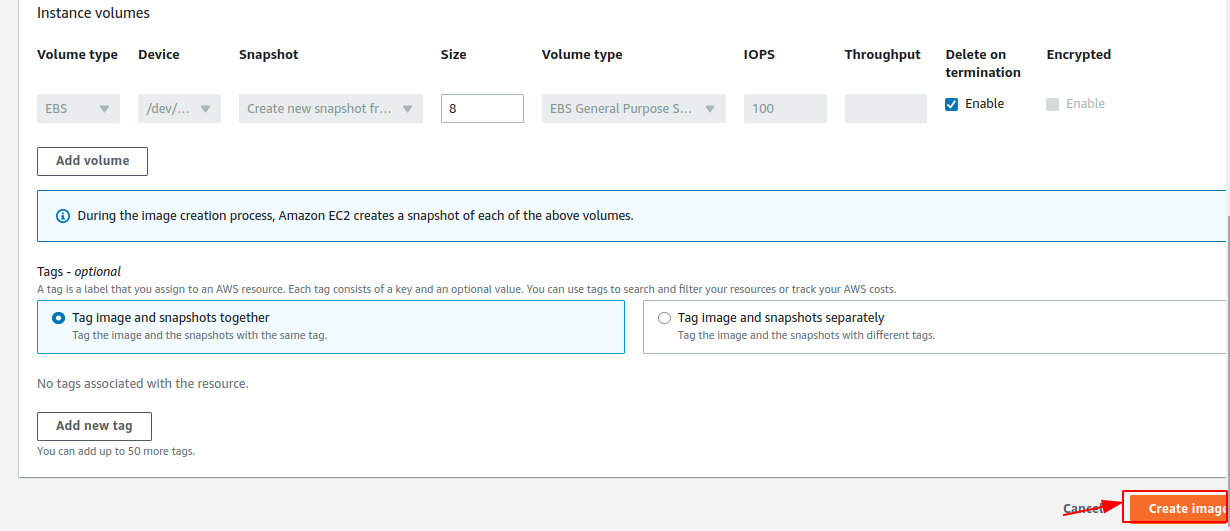 Instance volumes
Volume type Device Snapshot Size Volume type IOPS Throughput Delete on termination Encrypted
EBS /dev/... Create new snapshot fr... 8 EBS General Purpose S... 100 Enable Enable
Add volume
During the image creation process, Amazon EC2 creates a snapshot of each of the above volumes.
Tags - optional
A tag is a label that you assign to an AWS resource. Each tag consists of a key and an optional value. You can use tags to search and filter your resources or track your AWS costs.
Tag image and snapshots together
Tag the image and the snapshots with the same tag.
Tag image and snapshots separately
Tag the image and the snapshots with different tags.
No tags associated with the resource.
Add new tag
You can add up to 50 more tags.
Cancel Create image